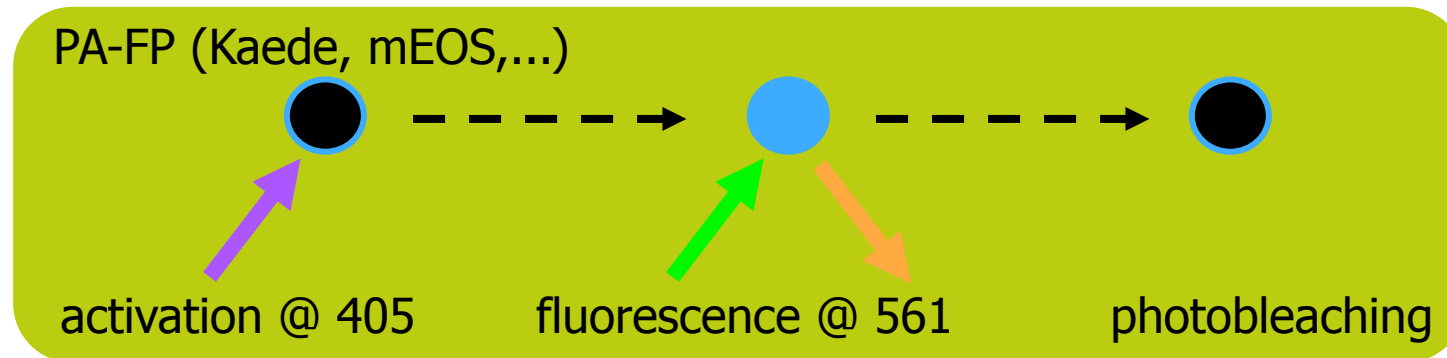 PA-FP (Kaede, mEOS,...)
activation @ 405 fluorescence @ 561 photobleaching